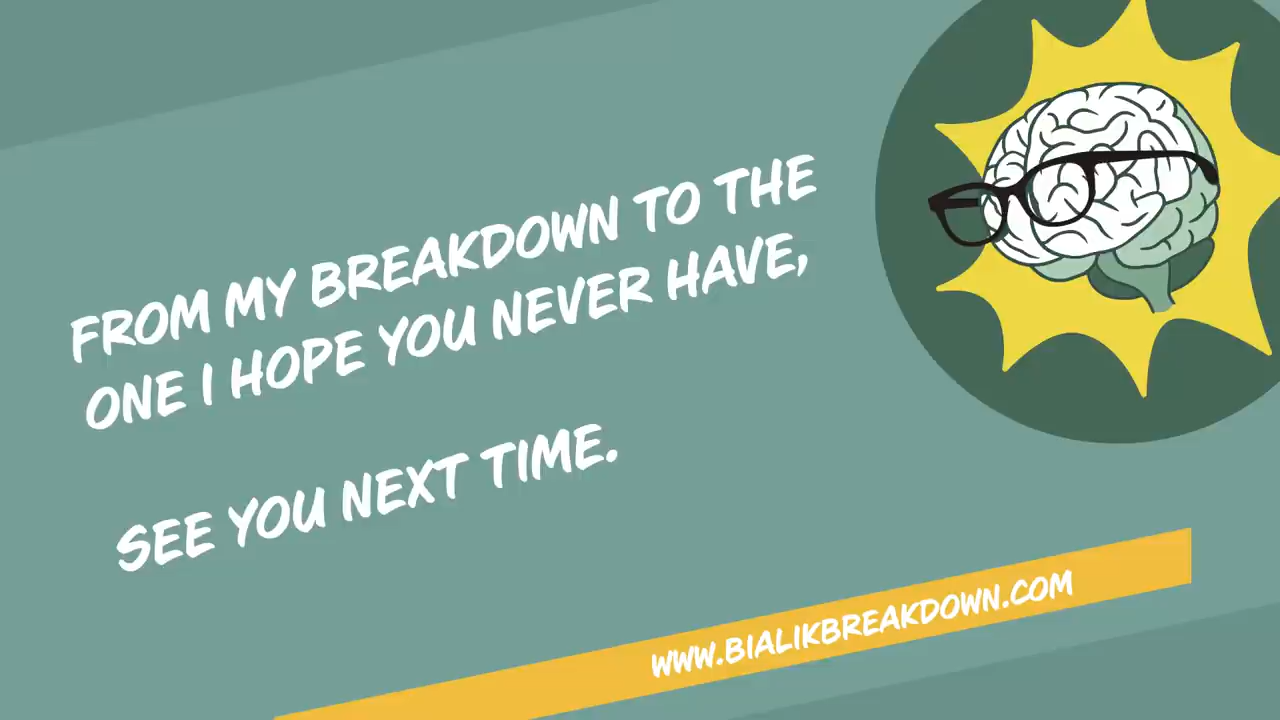 FROM MY BREAKDOWN TO THE
ONE I HOPE YOU NEVER HAVE,
SEE YOU NEXT TIME.
WWW.BIALIKBREAKDOWN.COM